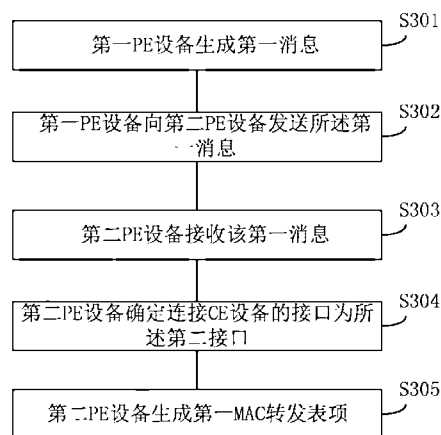 S301
第一PE设备生成第一消息
S302
第一PE设备向第二PE设备发送所述第
一消息
S303
第二PE设备接收该第一消息
S304
第二PE设备确定连接CE设备的接口为所
述第二接口
S305
第二PE设备生成第一MAC转发表项